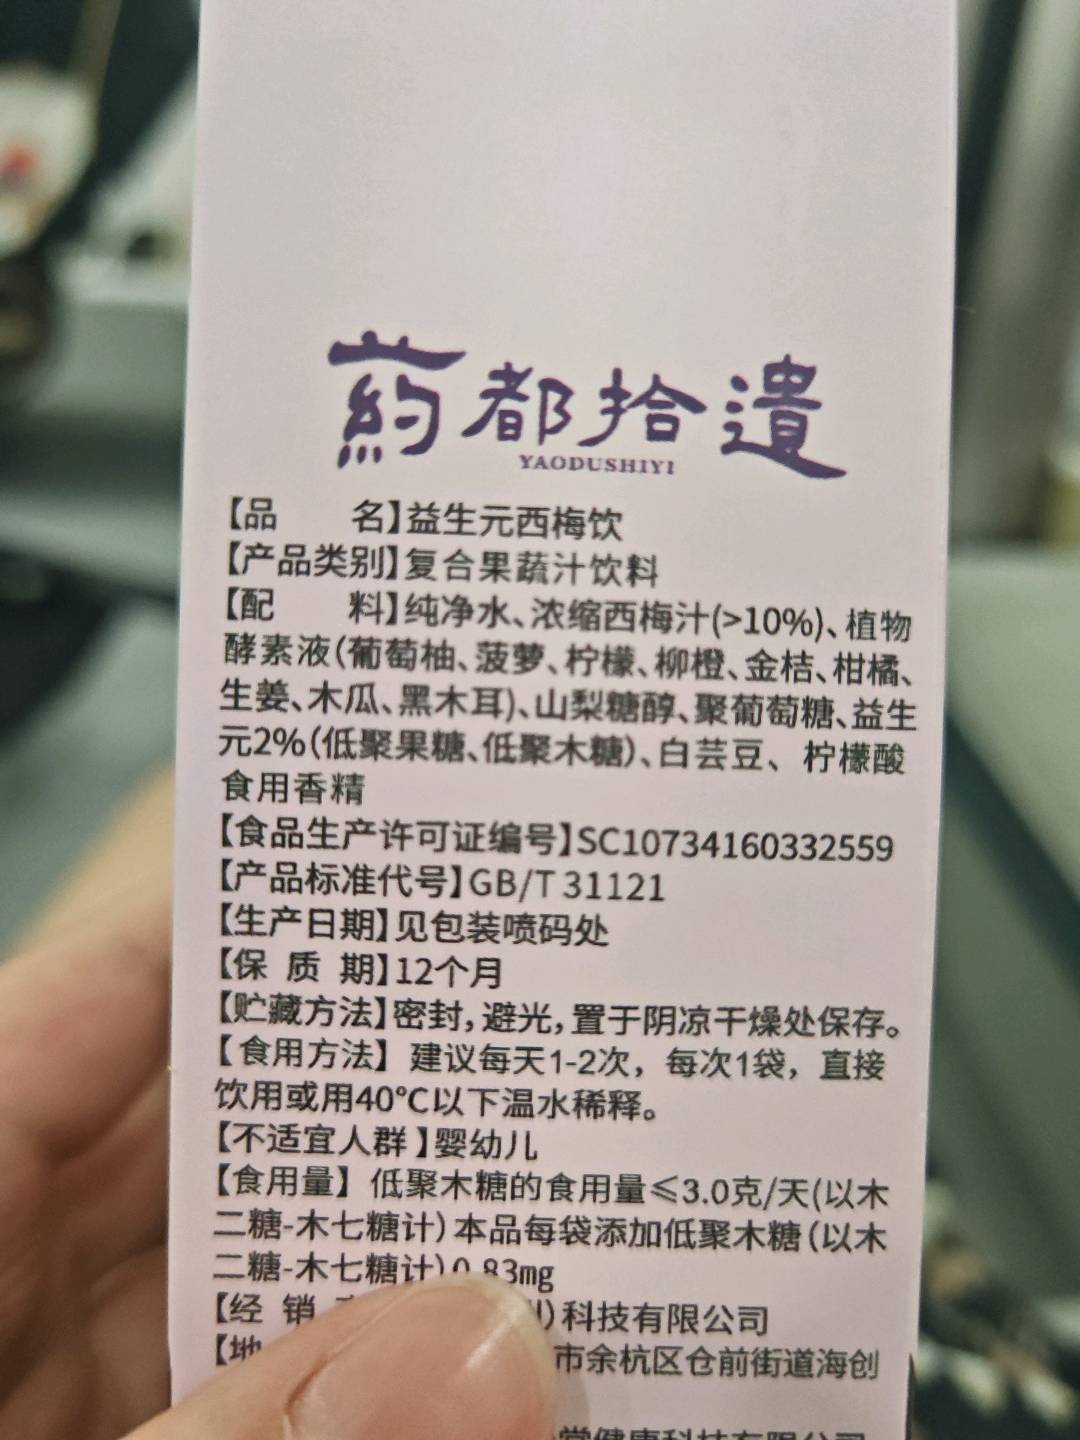 药都拾遗
YAODUSHIYI
【品 名】益生元西梅饮
【产品类别】复合果蔬汁饮料
【配 料】纯净水、浓缩西梅汁(>10%)、植物
酵素液(葡萄柚、菠萝、柠檬、柳橙、金桔、柑橘、
生姜、木瓜、黑木耳)、山梨糖醇、聚葡萄糖、益生
元2%(低聚果糖、低聚木糖)、白芸豆、柠檬酸
食用香精
【食品生产许可证编号】SC10734160332559
【产品标准代号】GB/T 31121
【生产日期】见包装喷码处
【保 质 期】12个月
【贮藏方法】密封,避光,置于阴凉干燥处保存。
【食用方法】建议每天1-2次，每次1袋，直接
饮用或用40℃以下温水稀释。
【不适宜人群】婴幼儿
【食用量】低聚木糖的食用量≤3.0克/天(以木
二糖-木七糖计)本品每袋添加低聚木糖(以木
二糖-木七糖计)0.83mg
【经 销 )科技有限公司
【地 市余杭区仓前街道海创
健康科技有限公司